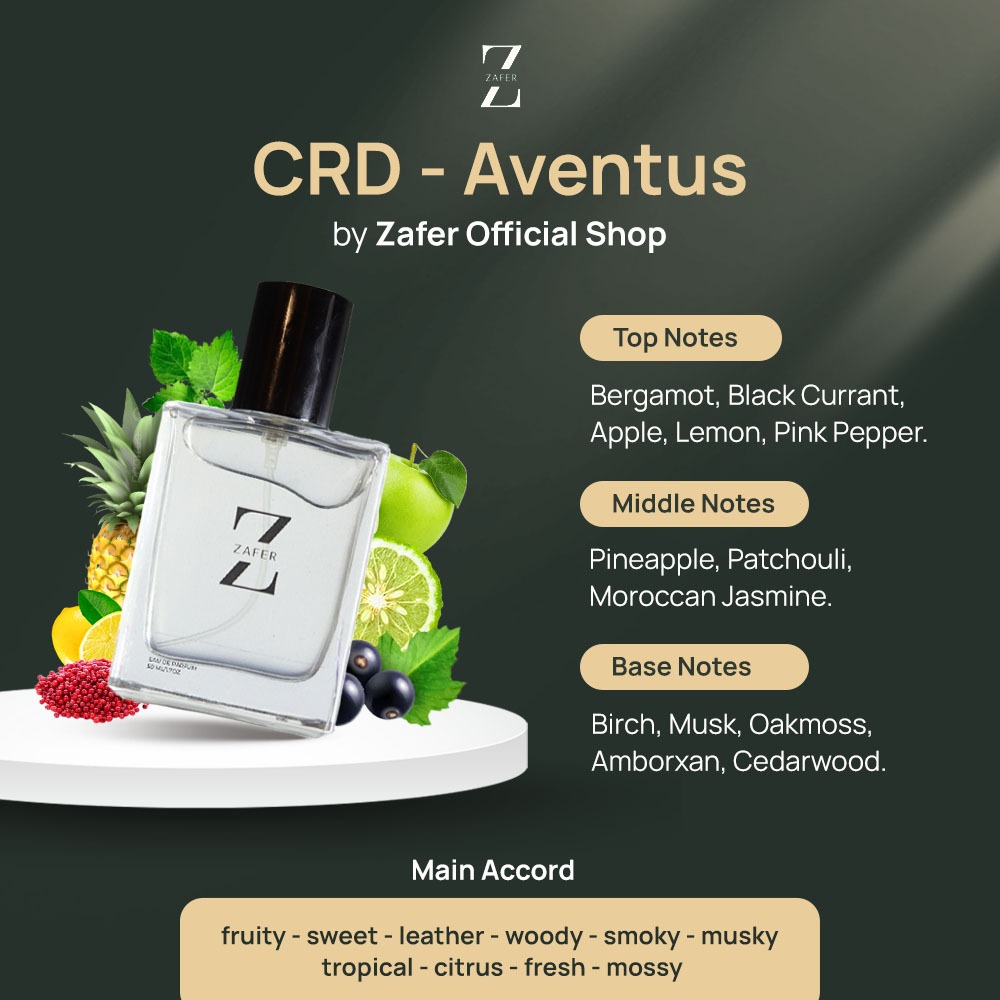 ZAFER
CRD - Aventus
by Zafer Official Shop
Top Notes
Bergamot, Black Currant,
Apple, Lemon, Pink Pepper.
Middle Notes
Pineapple, Patchouli,
Moroccan Jasmine.
Base Notes
Birch, Musk, Oakmoss,
Amborxan, Cedarwood.
ZAFER
EAU DE PARFUM
Main Accord
fruity - sweet - leather - woody - smoky - musky
tropical - citrus - fresh - mossy